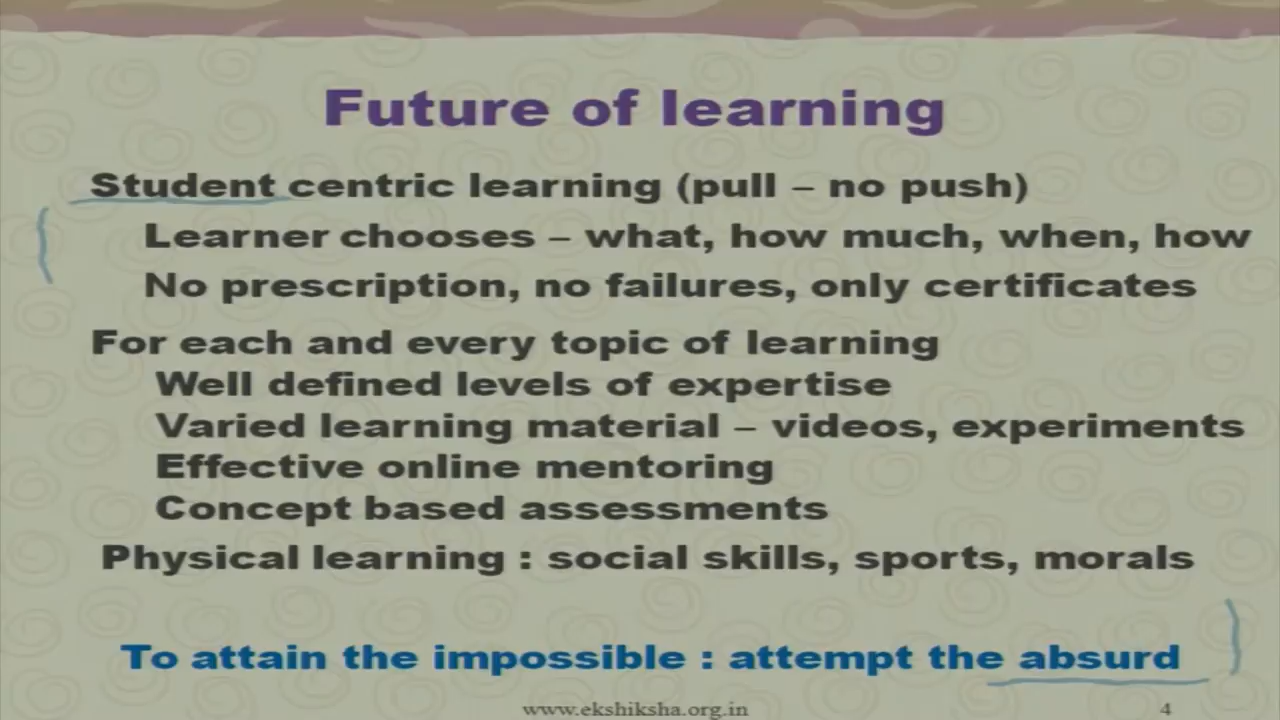 Future of learning
Student centric learning (pull – no push)
Learner chooses – what, how much, when, how
No prescription, no failures, only certificates
For each and every topic of learning
Well defined levels of expertise
Varied learning material – videos, experiments
Effective online mentoring
Concept based assessments
Physical learning : social skills, sports, morals
To attain the impossible : attempt the absurd
www.ekshiksha.org.in 4